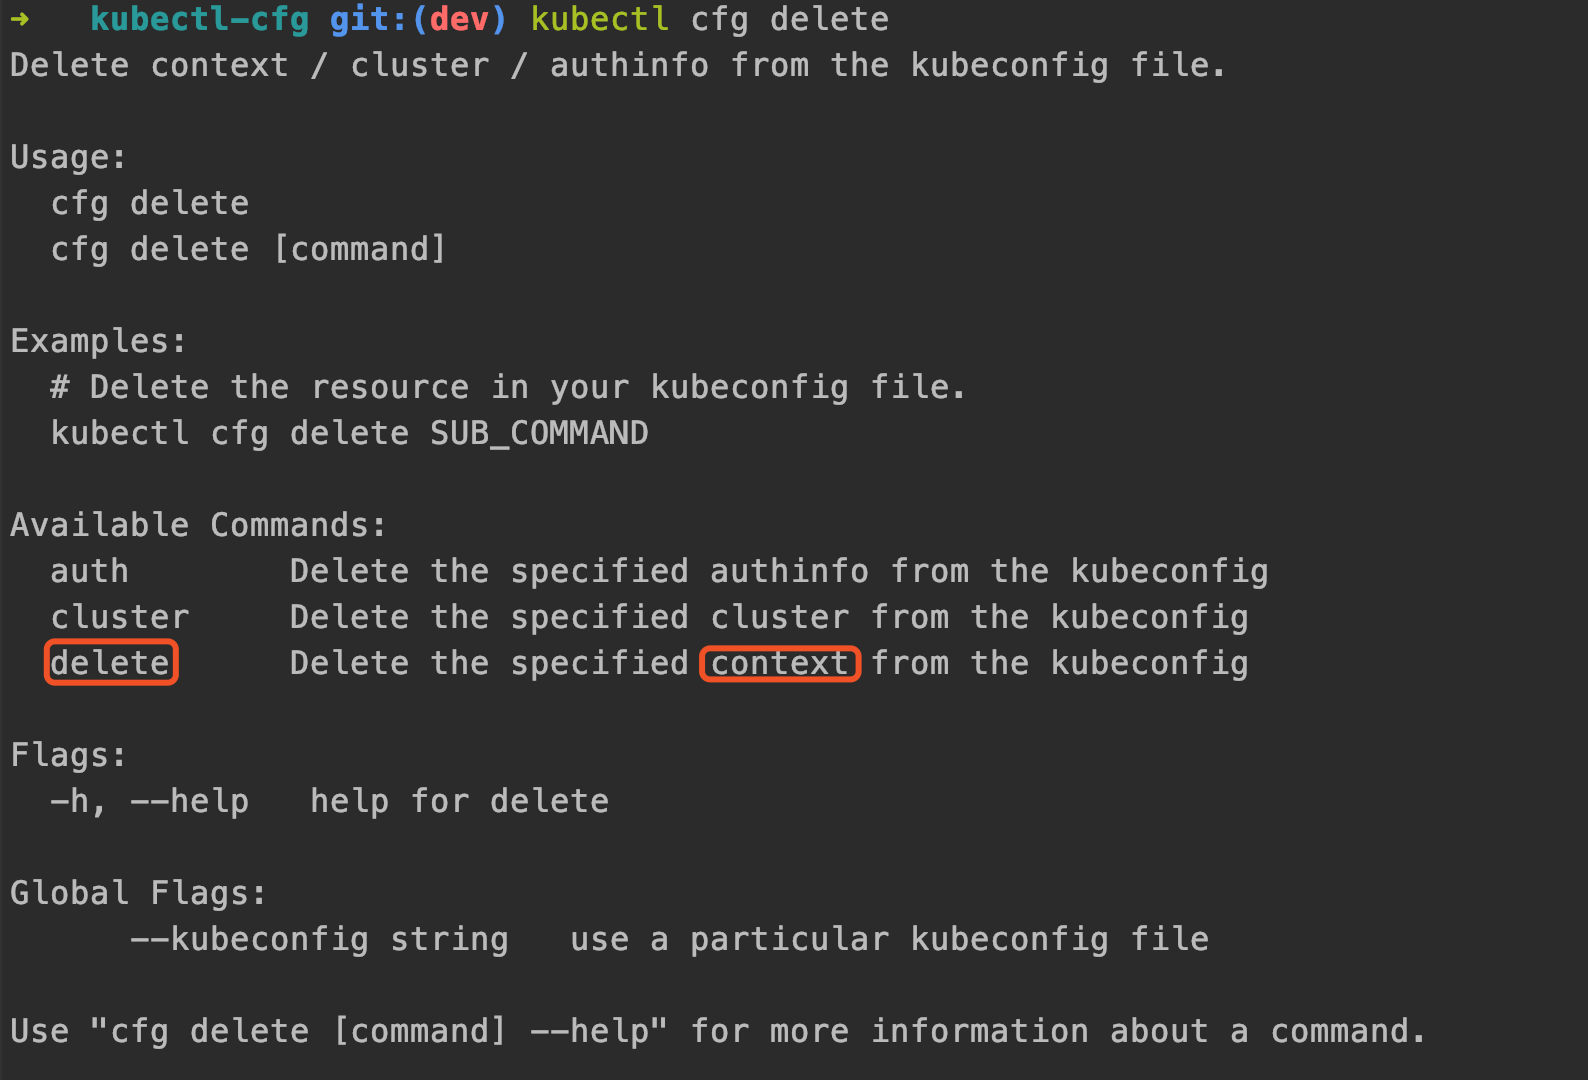 ➜ kubectl-cfg git:(dev) kubectl cfg delete
Delete context / cluster / authinfo from the kubeconfig file.
Usage:
cfg delete
cfg delete [command]
Examples:
# Delete the resource in your kubeconfig file.
kubectl cfg delete SUB_COMMAND
Available Commands:
auth Delete the specified authinfo from the kubeconfig
cluster Delete the specified cluster from the kubeconfig
delete Delete the specified context from the kubeconfig
Flags:
-h, --help help for delete
Global Flags:
--kubeconfig string use a particular kubeconfig file
Use "cfg delete [command] --help" for more information about a command.